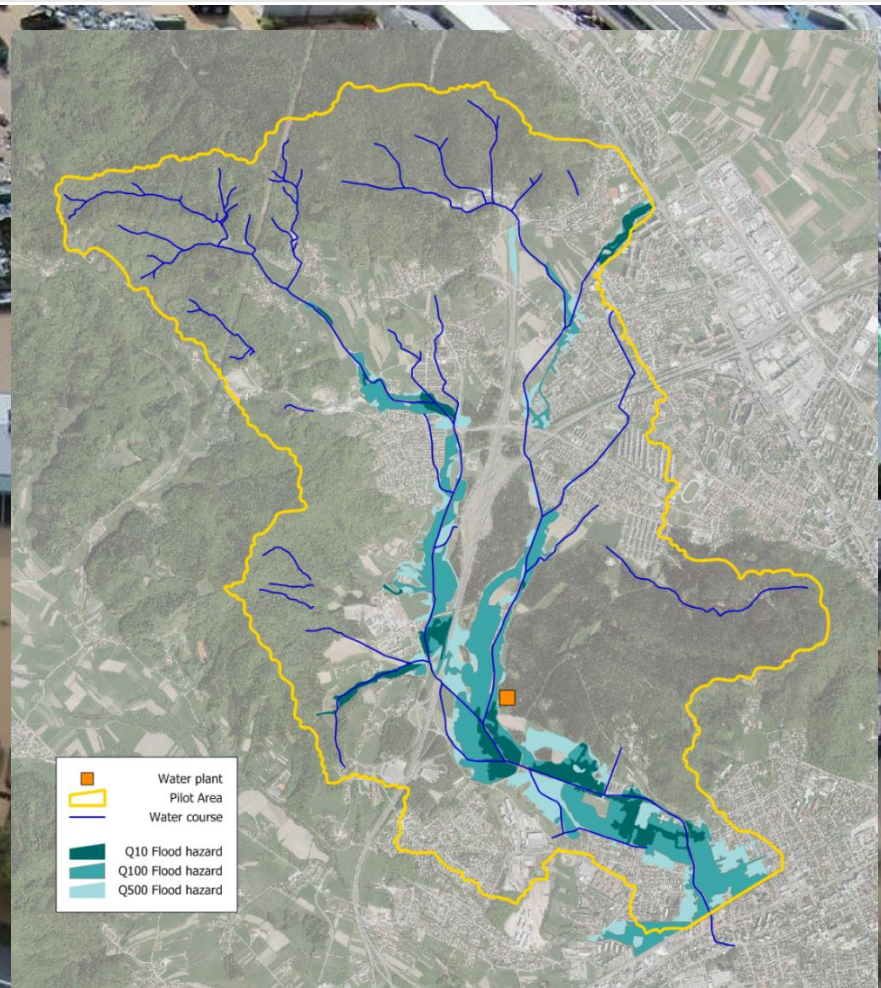 Water plant
Pilot Area
Water course
Q10 Flood hazard
Q100 Flood hazard
Q500 Flood hazard